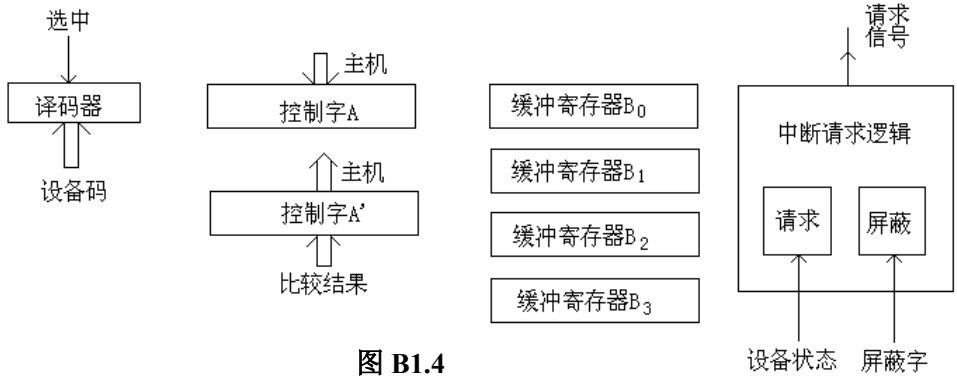 选中
译码器
设备码
主机
控制字A
主机
控制字A'
比较结果
缓冲寄存器B0
缓冲寄存器B1
缓冲寄存器B2
缓冲寄存器B3
请求
信号
中断请求逻辑
请求
屏蔽
设备状态
屏蔽字
图 B1.4